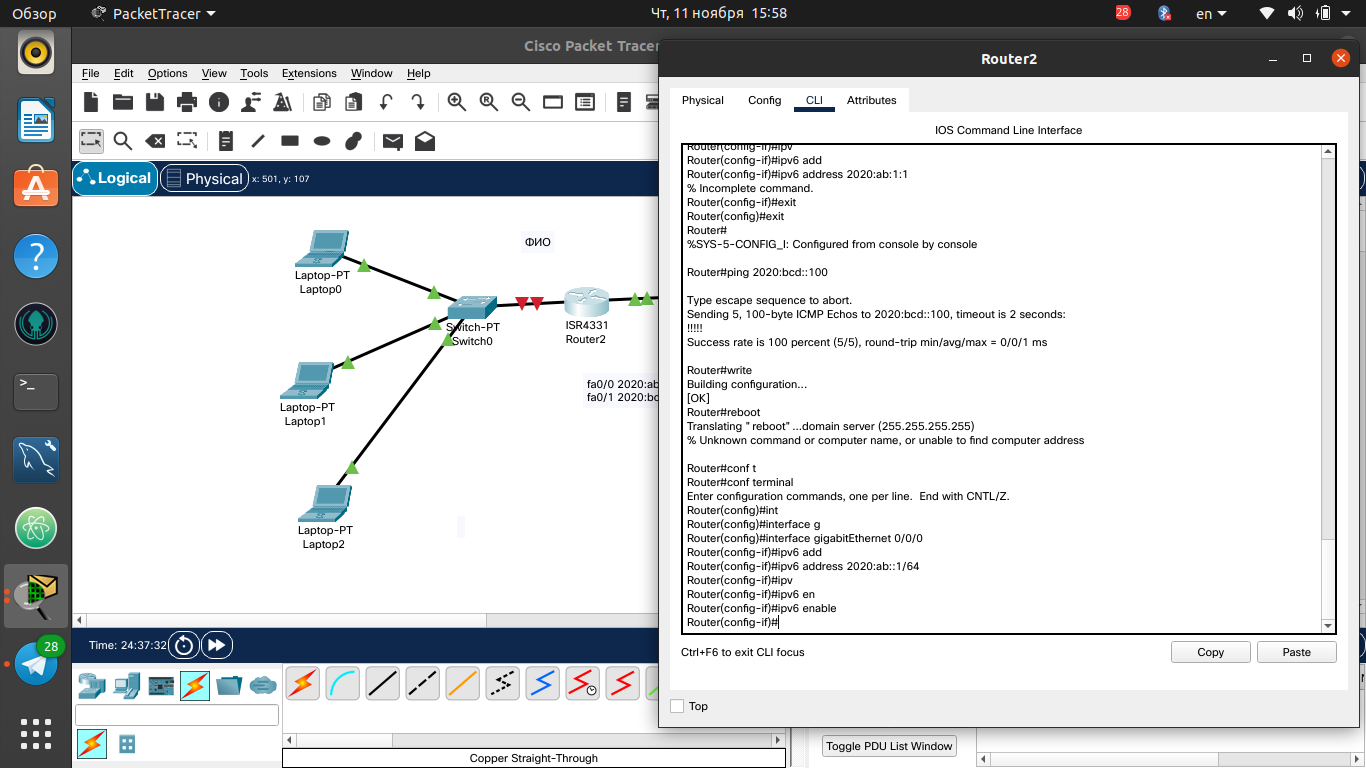 Обзор
PacketTracer
Чт, 11 ноября 15:58
28
en
Cisco Packet Tracer
File Edit Options View Tools Extensions Window Help
Logical
Physical
x: 501, y: 107
ФИО
Laptop-PT
Laptop0
Switch-PT
Switch0
ISR4331
Router2
Laptop-PT
Laptop1
fa0/0 2020:ab
fa0/1 2020:bc
Laptop-PT
Laptop2
28
Time: 24:37:32
Copper Straight-Through
Toggle PDU List Window
Router2
Physical Config CLI Attributes
IOS Command Line Interface
Router(config-if)#ipv
Router(config-if)#ipv6 add
Router(config-if)#ipv6 address 2020:ab:1:1
% Incomplete command.
Router(config-if)#exit
Router(config)#exit
Router#
%SYS-5-CONFIG_I: Configured from console by console
Router#ping 2020:bcd::100
Type escape sequence to abort.
Sending 5, 100-byte ICMP Echos to 2020:bcd::100, timeout is 2 seconds:
!!!!!
Success rate is 100 percent (5/5), round-trip min/avg/max = 0/0/1 ms
Router#write
Building configuration...
[OK]
Router#reboot
Translating "reboot"...domain server (255.255.255.255)
% Unknown command or computer name, or unable to find computer address
Router#conf t
Router#conf terminal
Enter configuration commands, one per line. End with CNTL/Z.
Router(config)#int
Router(config)#interface g
Router(config)#interface gigabitEthernet 0/0/0
Router(config-if)#ipv6 add
Router(config-if)#ipv6 address 2020:ab::1/64
Router(config-if)#ipv
Router(config-if)#ipv6 en
Router(config-if)#ipv6 enable
Router(config-if)#
Ctrl+F6 to exit CLI focus
Copy
Paste
Top